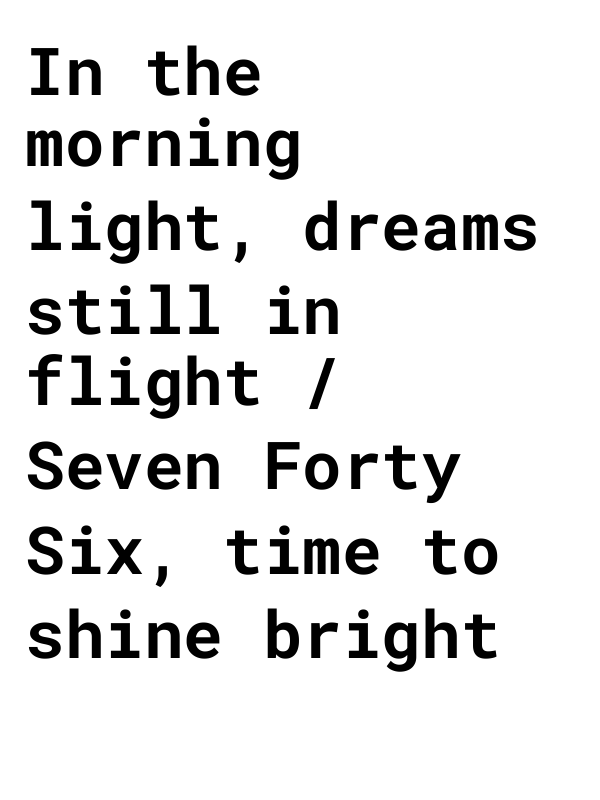 In the
morning
light, dreams
still in
flight /
Seven Forty
Six, time to
shine bright